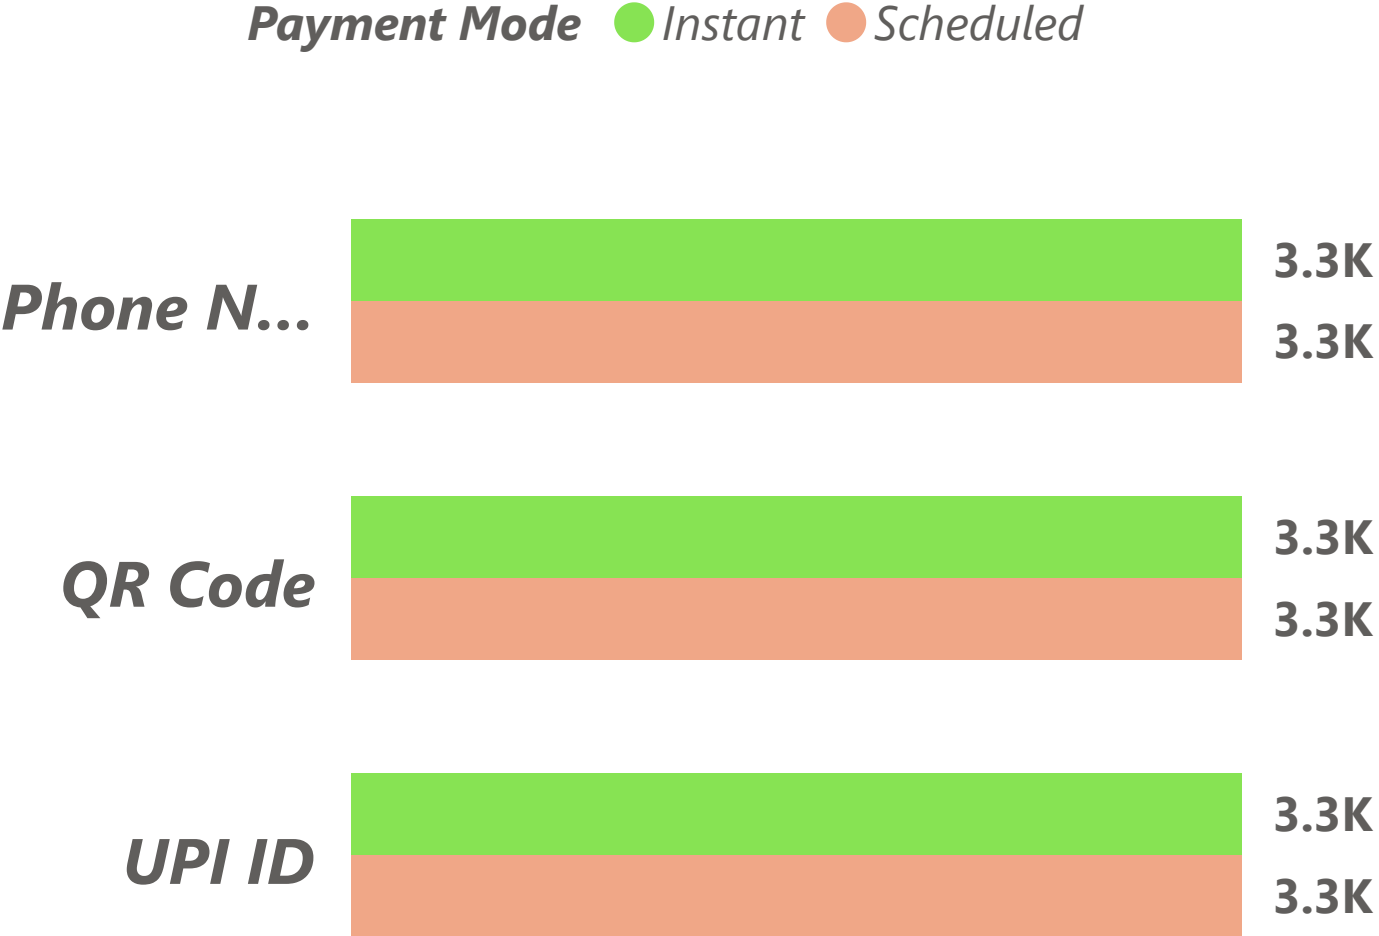 Payment Mode Instant Scheduled
3.3K
Phone N...
3.3K
3.3K
QR Code
3.3K
3.3K
UPI ID
3.3K